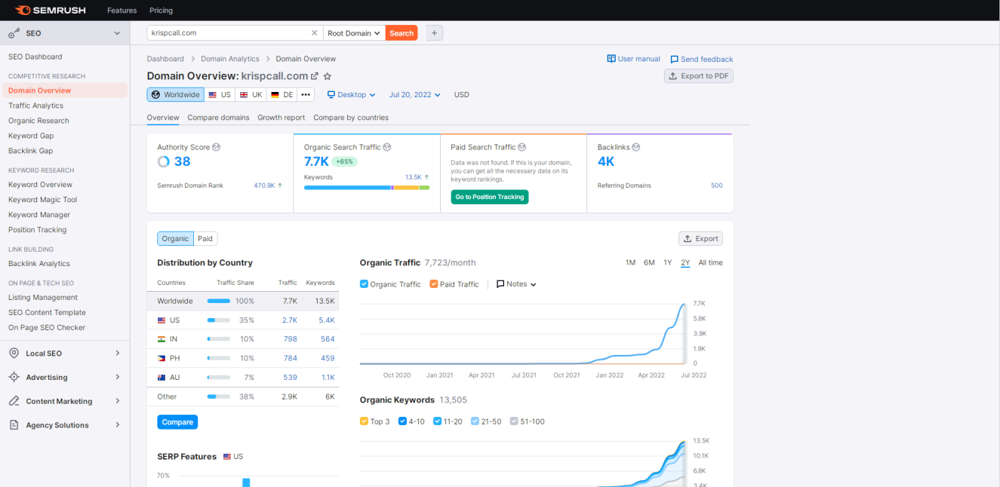 SEMRUSH Features Pricing
SEO
krispcall.com Root Domain Search
SEO Dashboard
COMPETITIVE RESEARCH
Domain Overview
Traffic Analytics
Organic Research
Keyword Gap
Backlink Gap
KEYWORD RESEARCH
Keyword Overview
Keyword Magic Tool
Keyword Manager
Position Tracking
LINK BUILDING
Backlink Analytics
ON PAGE & TECH SEO
Listing Management
SEO Content Template
On Page SEO Checker
Local SEO
Advertising
Content Marketing
Agency Solutions
Dashboard > Domain Analytics > Domain Overview
User manual Send feedback
Domain Overview: krispcall.com
Export to PDF
Worldwide US UK DE ••• Desktop Jul 20, 2022 USD
Overview Compare domains Growth report Compare by countries
Authority Score
38
Semrush Domain Rank 470.9K ↑
Organic Search Traffic
7.7K +65%
Keywords 13.5K ↑
Paid Search Traffic
Data was not found. If this is your domain,
you can get all the necessary data on its
keyword rankings.
Go to Position Tracking
Backlinks
4K
Referring Domains 500
Organic Paid
Export
Distribution by Country
Countries Traffic Share Traffic Keywords
Worldwide 100% 7.7K 13.5K
US 35% 2.7K 5.4K
IN 10% 798 564
PH 10% 784 459
AU 7% 539 1.1K
Other 38% 2.9K 6K
Compare
SERP Features US
70%
Organic Traffic 7,723/month
1M 6M 1Y 2Y All time
Organic Traffic Paid Traffic Notes
7.7K
5.8K
3.9K
1.9K
0
Oct 2020 Jan 2021 Apr 2021 Jul 2021 Oct 2021 Jan 2022 Apr 2022 Jul 2022
Organic Keywords 13,505
Top 3 4-10 11-20 21-50 51-100
13.5K
10.1K
6.8K
3.4K